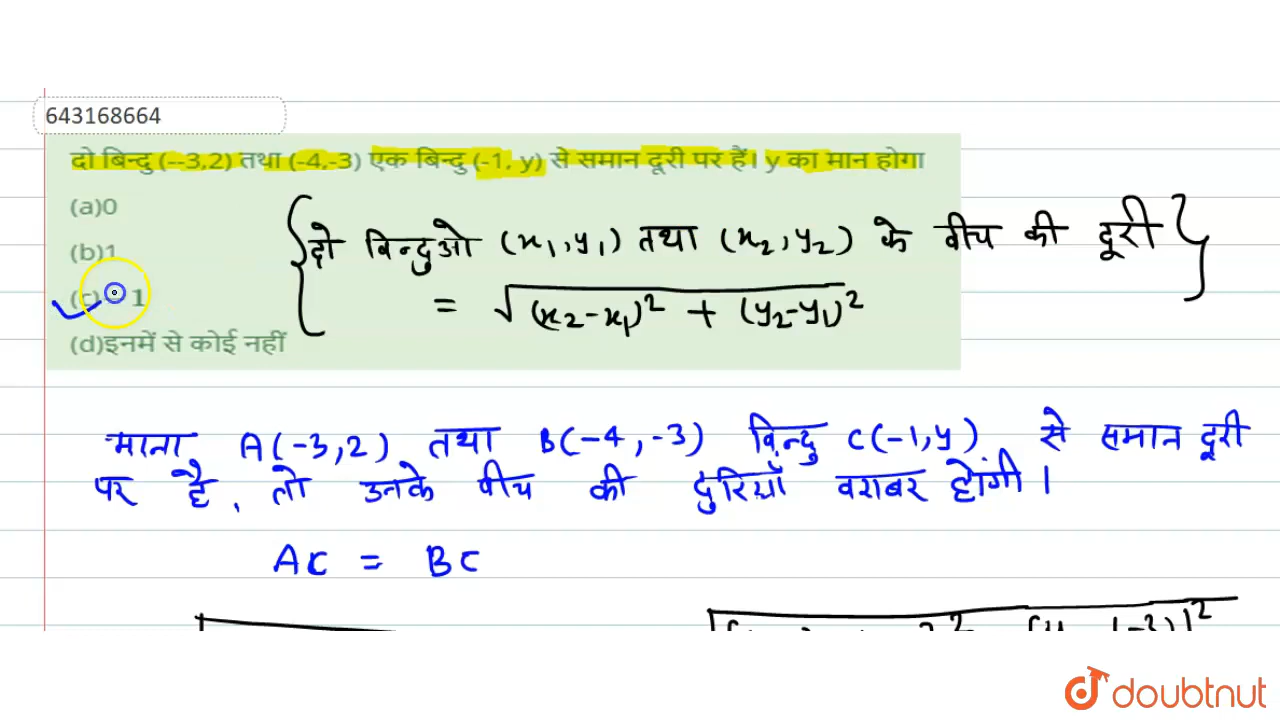 643168664
दो बिन्दु (--3,2) तथा (-4,-3) एक बिन्दु (-1, y) से समान दूरी पर हैं। y का मान होगा
(a)0
(b)1
(c) 1
(d)इनमें से कोई नहीं
{दो बिन्दुओ (x₁,y₁) तथा (x₂,y₂) के बीच की दूरी}
= √(x₂-x₁)² + (y₂-y₁)²
माना A(-3,2) तथा B(-4,-3) बिन्दु C(-1,y) से समान दूरी
पर है, तो उनके बीच की दुरियाँ बराबर होंगी।
AC = BC
doubtnut